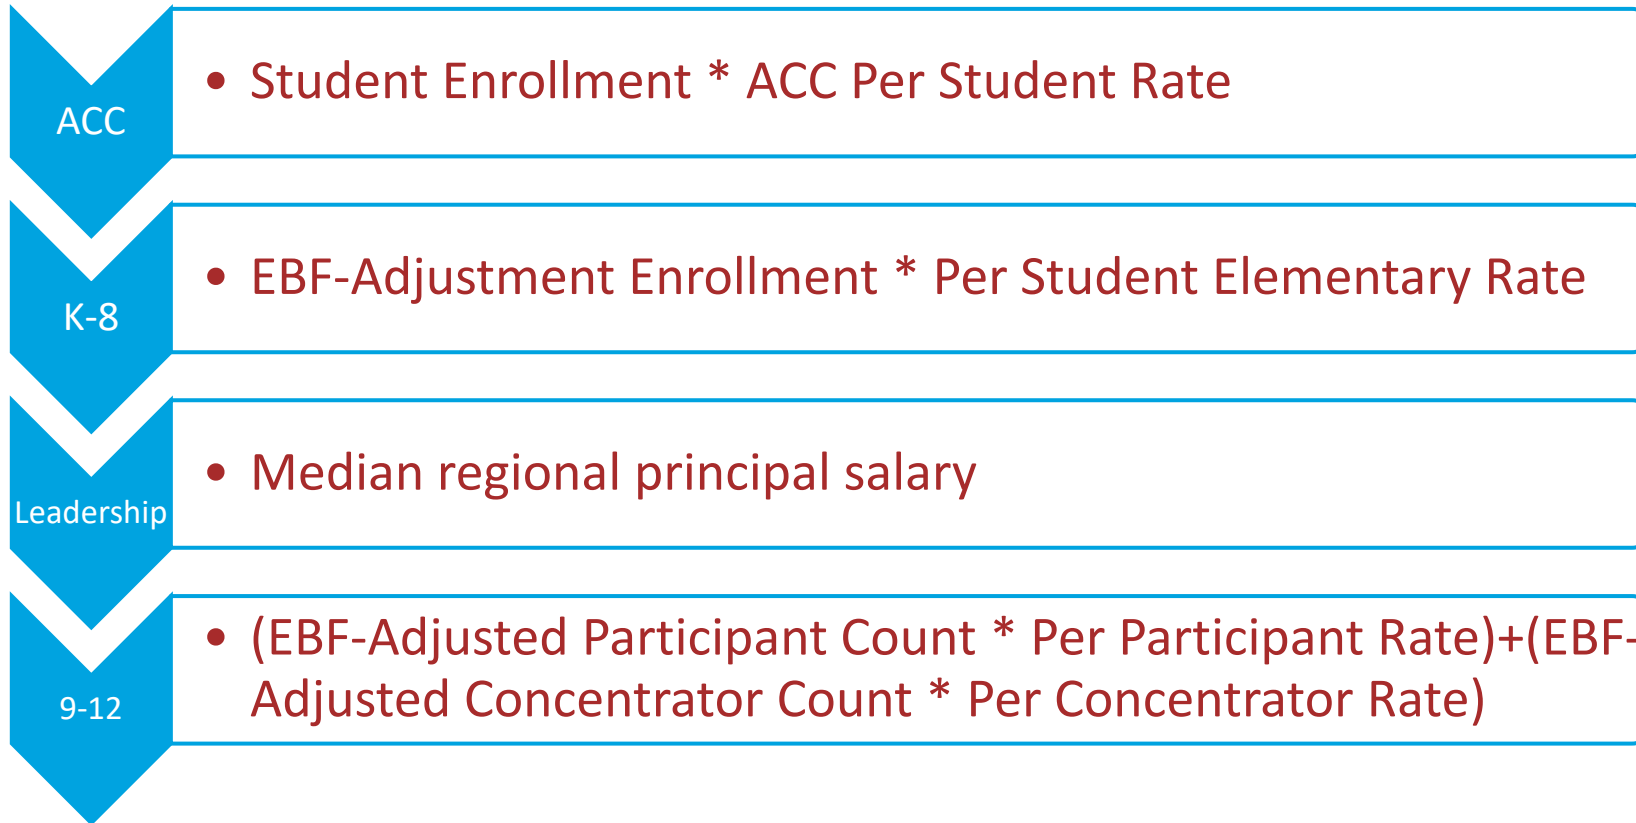 ACC
• Student Enrollment * ACC Per Student Rate
K-8
• EBF-Adjustment Enrollment * Per Student Elementary Rate
Leadership
• Median regional principal salary
9-12
• (EBF-Adjusted Participant Count * Per Participant Rate)+(EBF-
Adjusted Concentrator Count * Per Concentrator Rate)